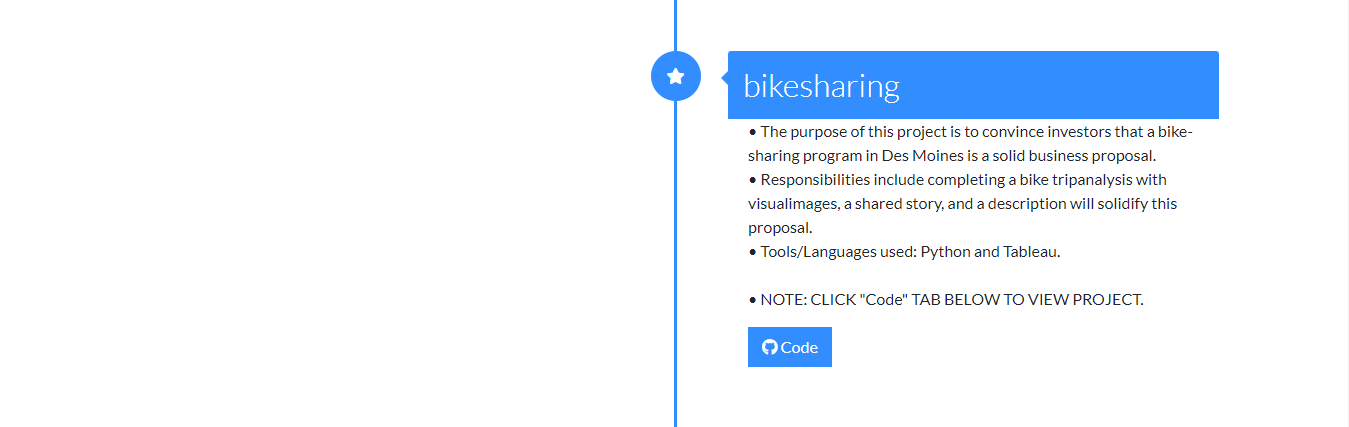 bikesharing
• The purpose of this project is to convince investors that a bike-
sharing program in Des Moines is a solid business proposal.
• Responsibilities include completing a bike tripanalysis with
visualimages, a shared story, and a description will solidify this
proposal.
• Tools/Languages used: Python and Tableau.
• NOTE: CLICK "Code" TAB BELOW TO VIEW PROJECT.
Code